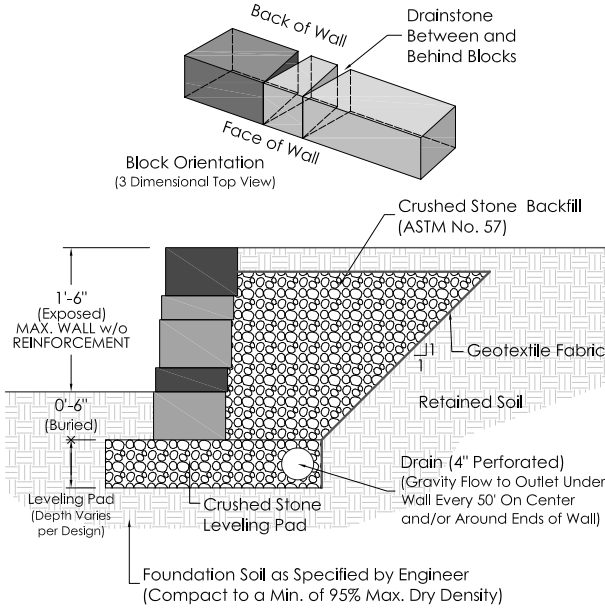 Back of Wall
Drainstone
Between and
Behind Blocks
Face of Wall
Block Orientation
(3 Dimensional Top View)
Crushed Stone Backfill
(ASTM No. 57)
1'-6"
(Exposed)
MAX. WALL w/o
REINFORCEMENT
1
1
Geotextile Fabric
0'-6"
(Buried)
Retained Soil
Drain (4" Perforated)
(Gravity Flow to Outlet Under
Wall Every 50' On Center
and/or Around Ends of Wall)
Leveling Pad
(Depth Varies
per Design)
Crushed Stone
Leveling Pad
Foundation Soil as Specified by Engineer
(Compact to a Min. of 95% Max. Dry Density)